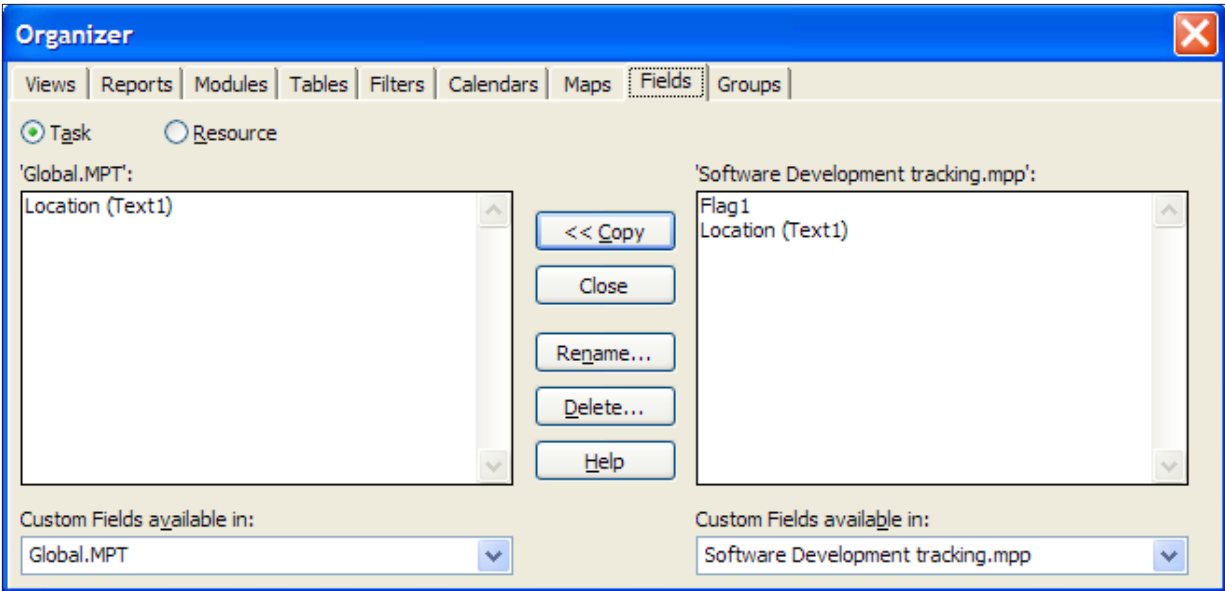 Organizer
Views Reports Modules Tables Filters Calendars Maps Fields Groups
Task Resource
'Global.MPT': 'Software Development tracking.mpp':
Location (Text1) Flag1
<< Copy Location (Text1)
Close
Rename...
Delete...
Help
Custom Fields available in: Custom Fields available in:
Global.MPT Software Development tracking.mpp